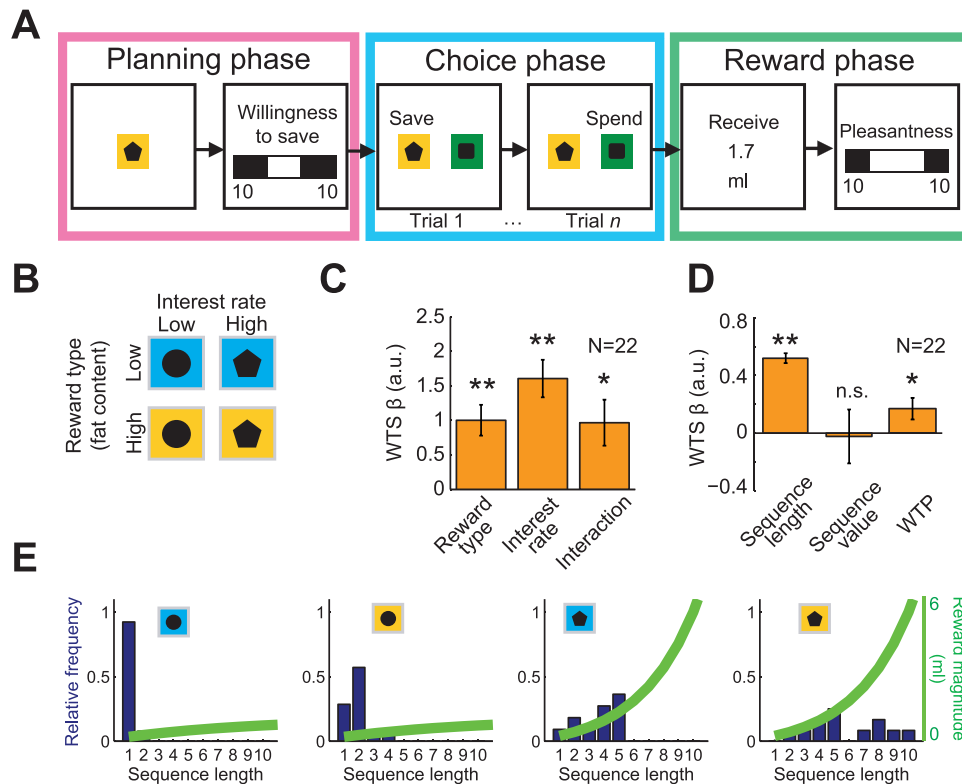 A
Planning phase
Choice phase
Reward phase
Willingness
to save
10 10
Save
Spend
Trial 1 ... Trial n
Receive
1.7
ml
Pleasantness
10 10
B
Interest rate
Low High
Reward type
(fat content)
Low
High
C
WTS β (a.u.)
2.5
2
1.5
1
0.5
0
**
**
*
N=22
Reward
type
Interest
rate
Interaction
D
WTS β (a.u.)
0.8
0.4
0
−0.4
**
n.s.
*
N=22
Sequence
length
Sequence
value
WTP
E
Relative frequency
1
0.5
0
1 2 3 4 5 6 7 8 9 10
Sequence length
1
0.5
0
1 2 3 4 5 6 7 8 9 10
Sequence length
1
0.5
0
1 2 3 4 5 6 7 8 9 10
Sequence length
1
0.5
0
1 2 3 4 5 6 7 8 9 10
Sequence length
6
0
Reward magnitude
(ml)